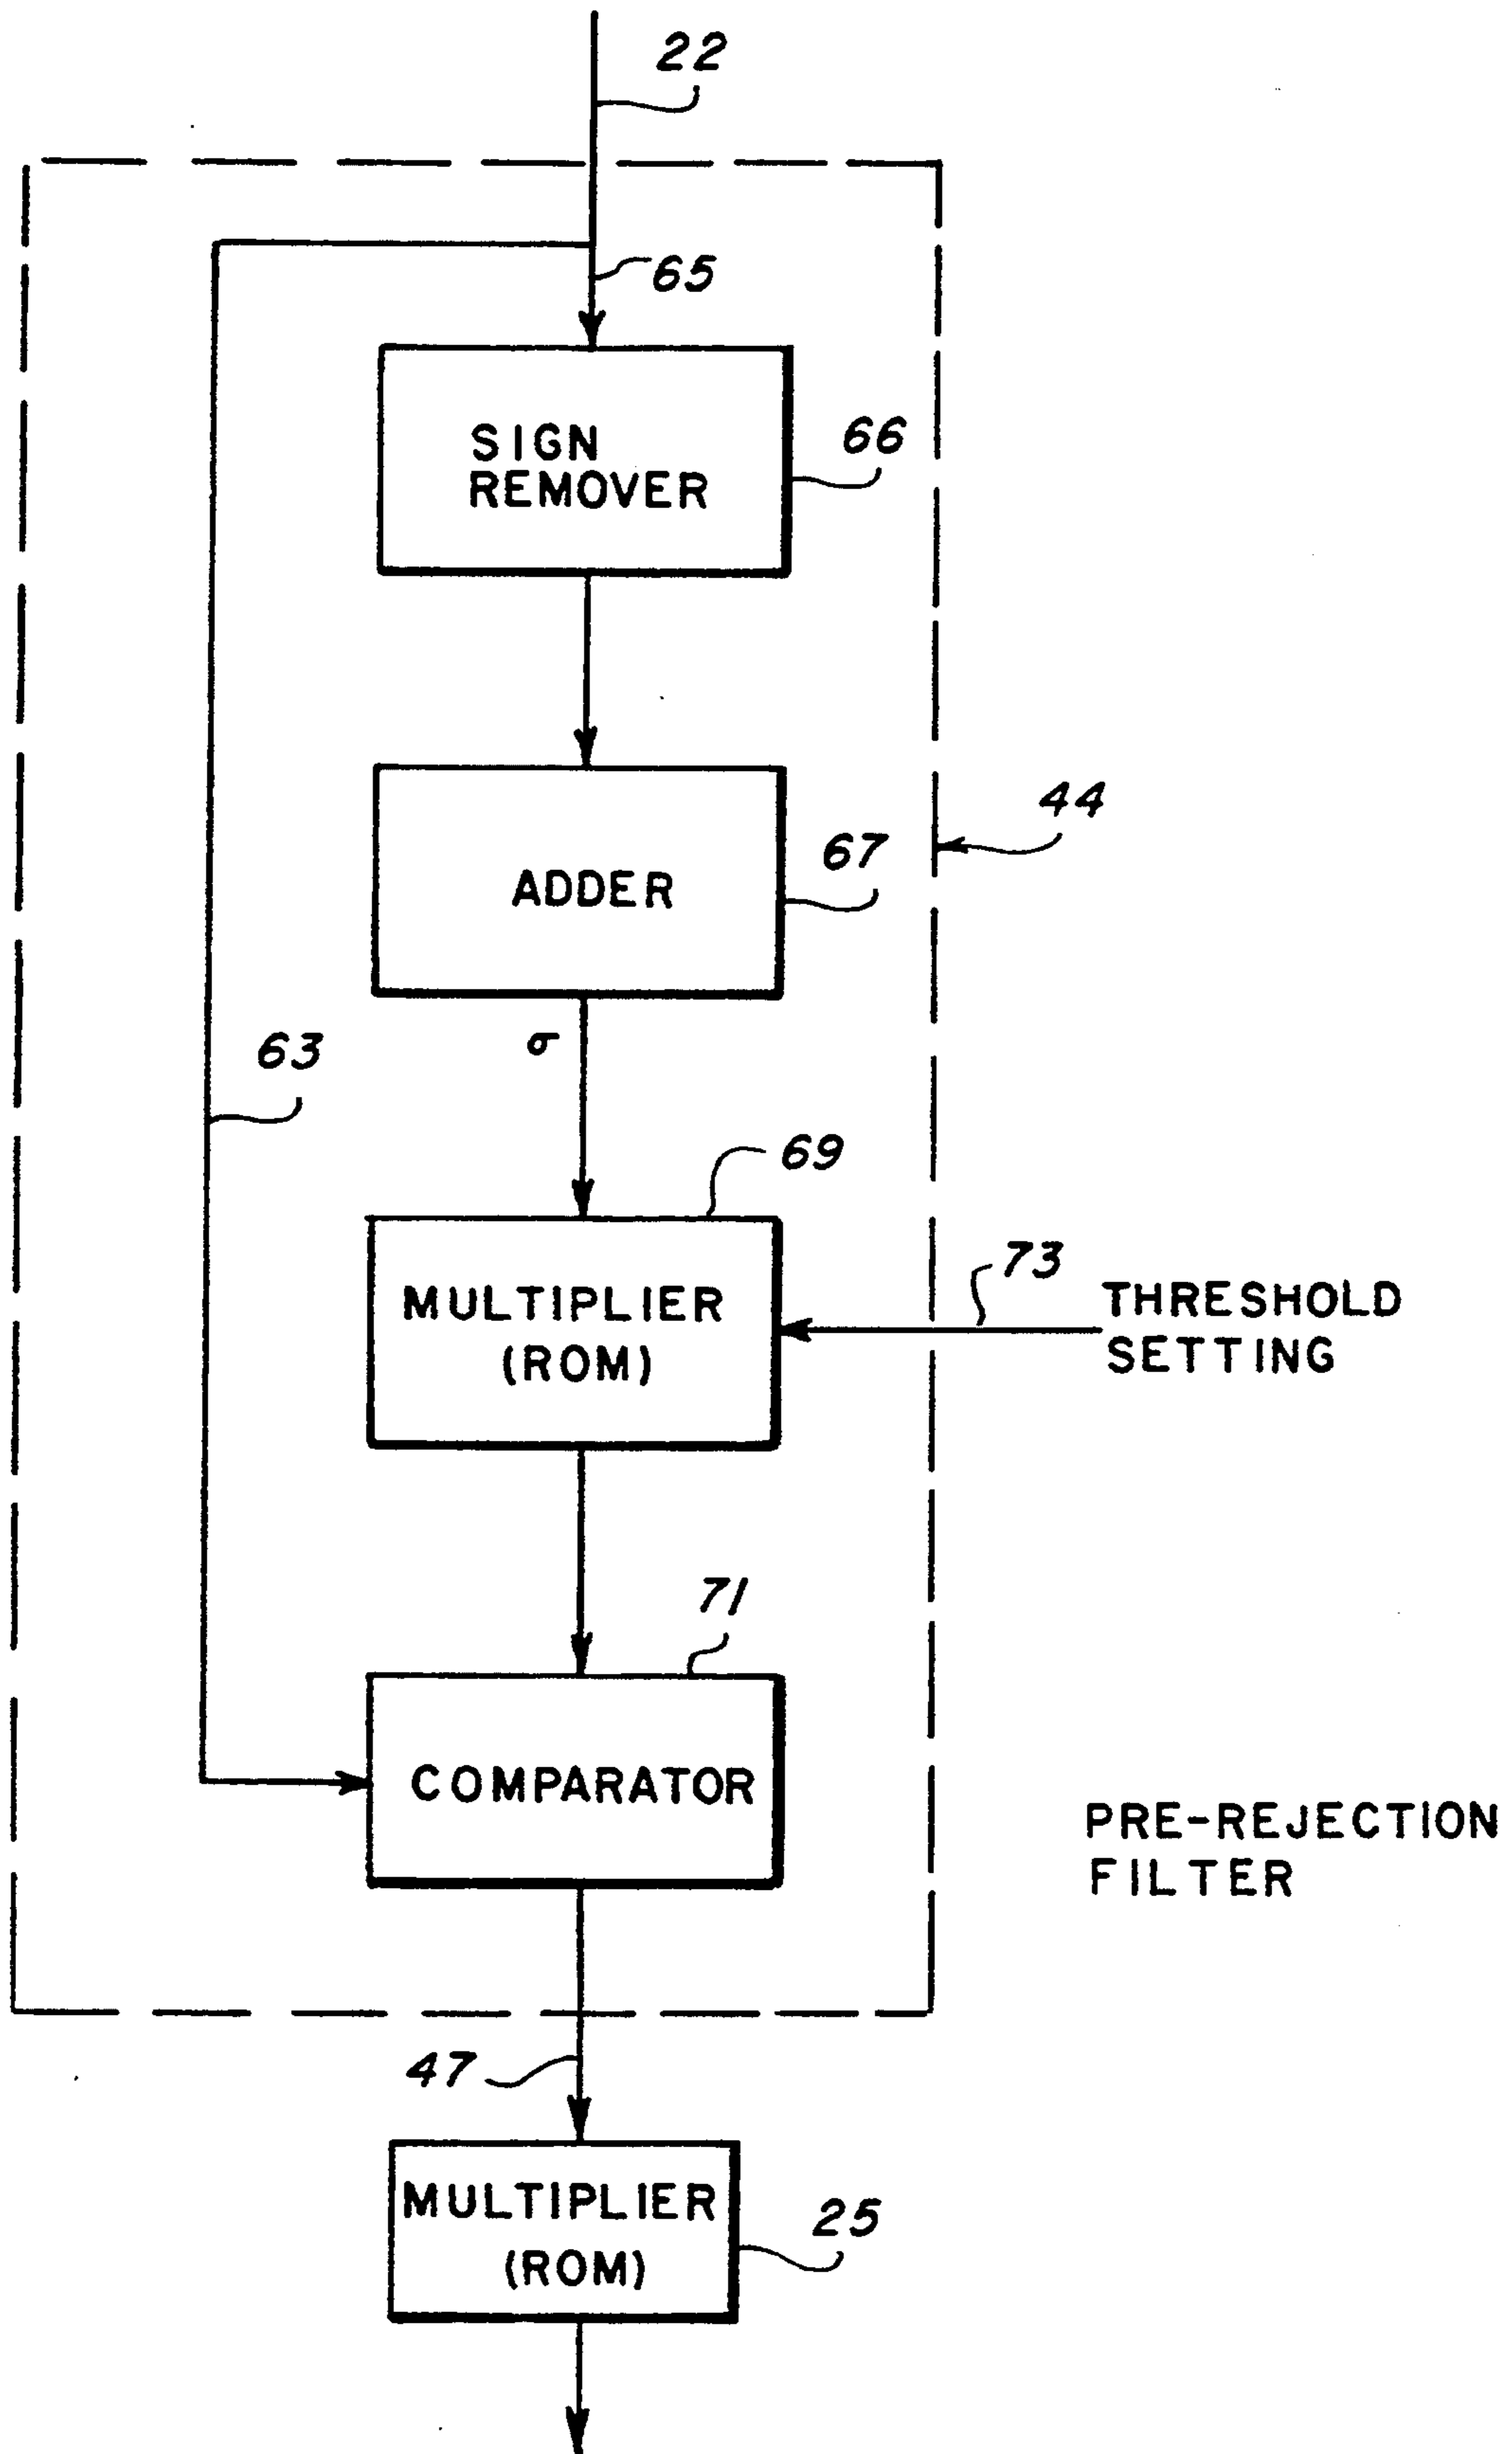 22
65
SIGN
REMOVER
66
44
67
ADDER
σ
63
69
MULTIPLIER
(ROM)
73
THRESHOLD
SETTING
71
COMPARATOR
PRE-REJECTION
FILTER
47
MULTIPLIER
(ROM)
25